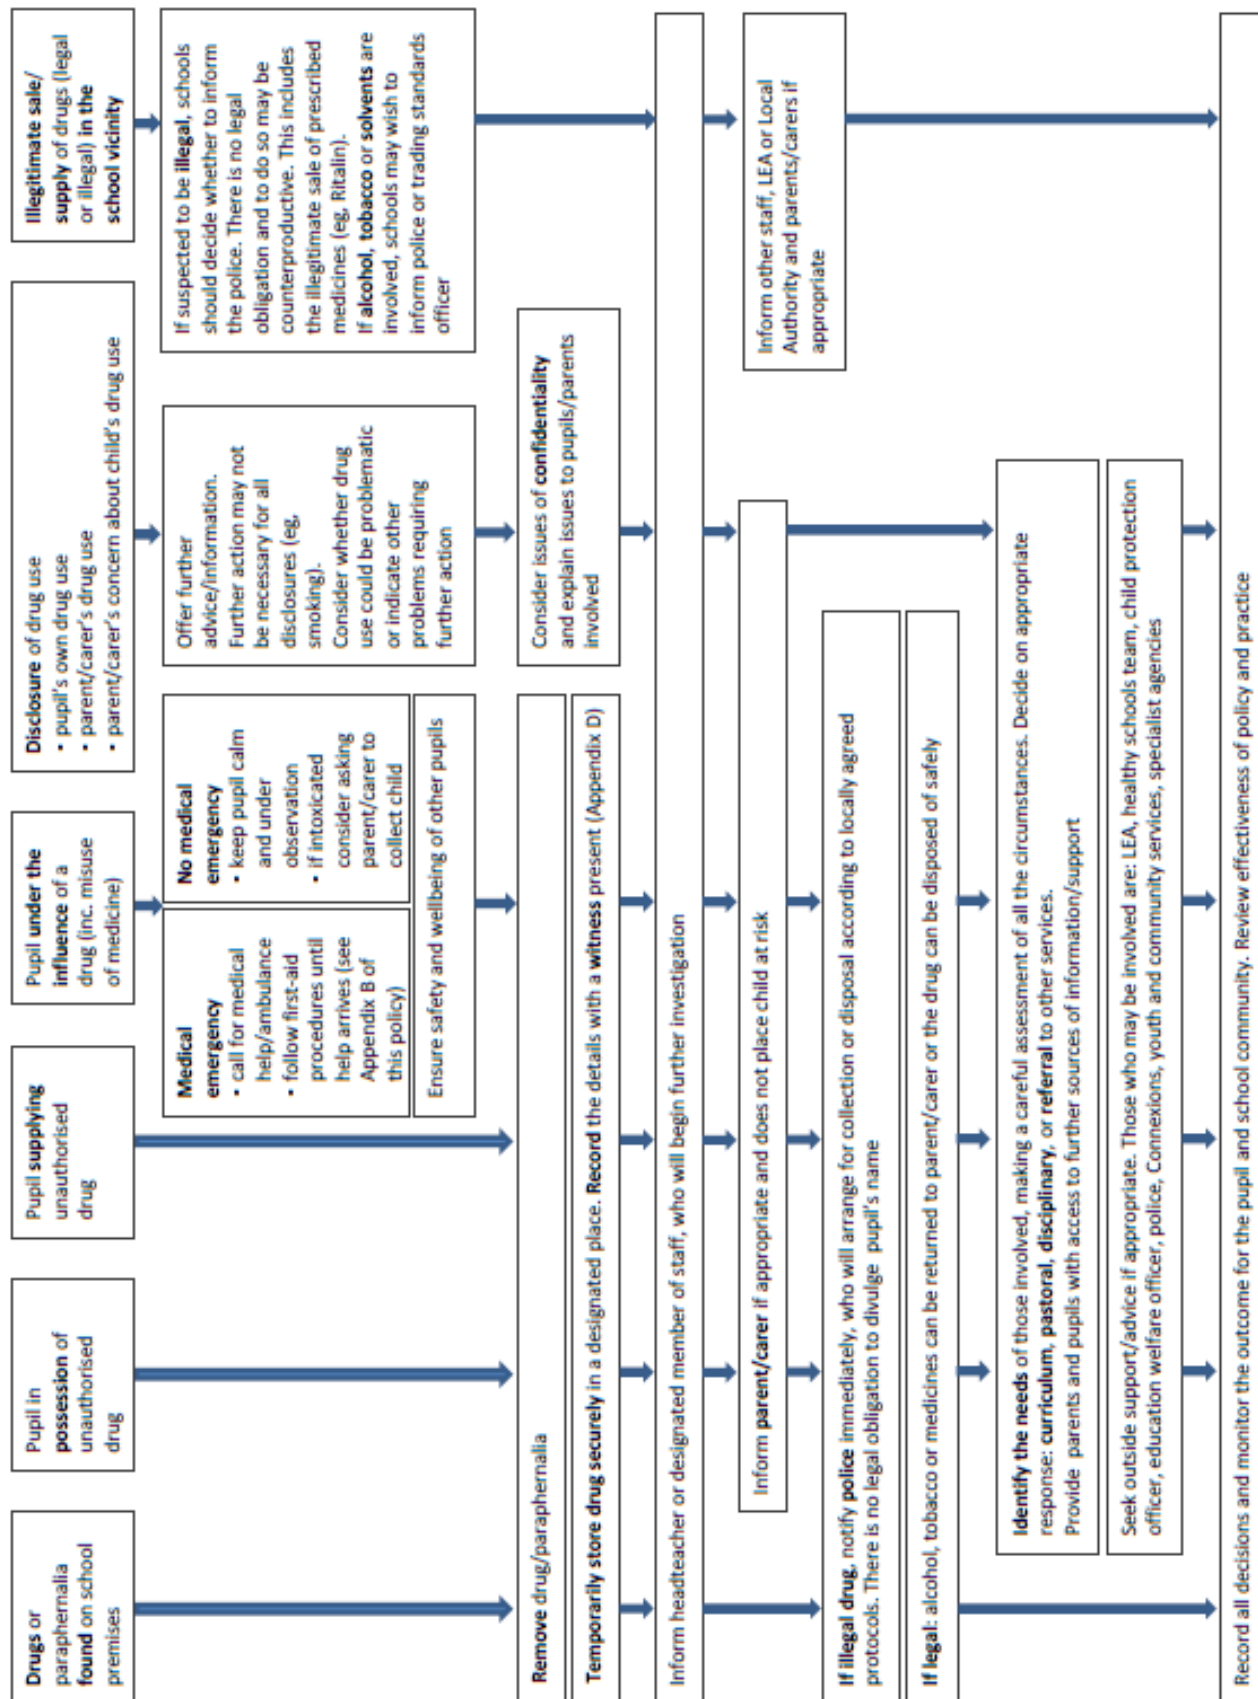 Drugs or
paraphernalia
found on school
premises
Pupil in
possession of
unauthorised
drug
Pupil supplying
unauthorised
drug
Pupil under the
influence of a
drug (inc. misuse
of medicine)
Disclosure of drug use
▪ pupil's own drug use
▪ parent/carer's drug use
▪ parent/carer's concern about child's drug use
Illegitimate sale/
supply of drugs (legal
or illegal) in the
school vicinity
Medical
emergency
▪ call for medical
help/ambulance
▪ follow first-aid
procedures until
help arrives (see
Appendix B of
this policy)
No medical
emergency
▪ keep pupil calm
and under
observation
▪ if intoxicated
consider asking
parent/carer to
collect child
Ensure safety and wellbeing of other pupils
Offer further
advice/information.
Further action may not
be necessary for all
disclosures (eg,
smoking).
Consider whether drug
use could be problematic
or indicate other
problems requiring
further action
If suspected to be illegal, schools
should decide whether to inform
the police. There is no legal
obligation and to do so may be
counterproductive. This includes
the illegitimate sale of prescribed
medicines (eg, Ritalin).
If alcohol, tobacco or solvents are
involved, schools may wish to
inform police or trading standards
officer
Remove drug/paraphernalia
Temporarily store drug securely in a designated place. Record the details with a witness present (Appendix D)
Consider issues of confidentiality
and explain issues to pupils/parents
involved
Inform headteacher or designated member of staff, who will begin further investigation
Inform parent/carer if appropriate and does not place child at risk
Inform other staff, LEA or Local
Authority and parents/carers if
appropriate
If illegal drug, notify police immediately, who will arrange for collection or disposal according to locally agreed
protocols. There is no legal obligation to divulge pupil's name
If legal: alcohol, tobacco or medicines can be returned to parent/carer or the drug can be disposed of safely
Identify the needs of those involved, making a careful assessment of all the circumstances. Decide on appropriate
response: curriculum, pastoral, disciplinary, or referral to other services.
Provide parents and pupils with access to further sources of information/support
Seek outside support/advice if appropriate. Those who may be involved are: LEA, healthy schools team, child protection
officer, education welfare officer, police, Connexions, youth and community services, specialist agencies
Record all decisions and monitor the outcome for the pupil and school community. Review effectiveness of policy and practice